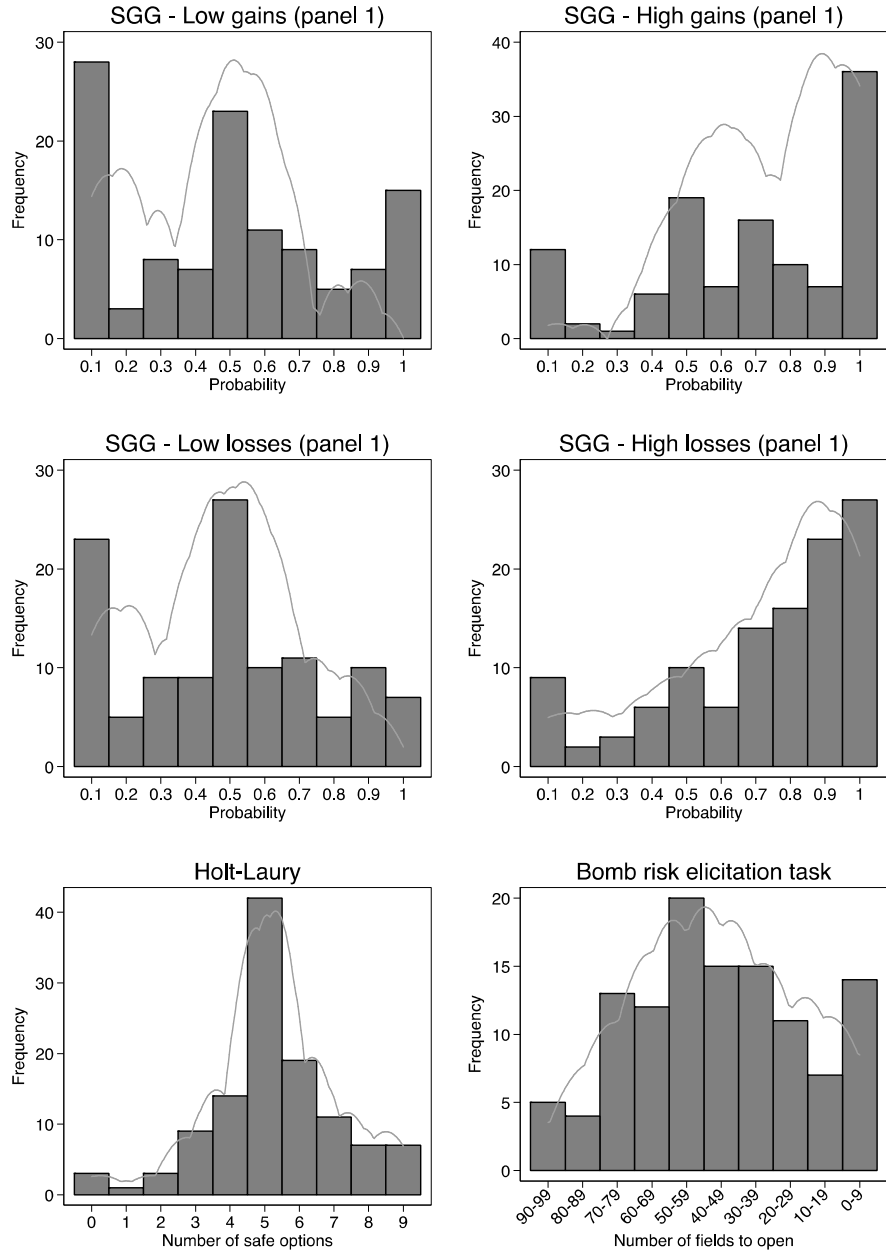 SGG - Low gains (panel 1)
30
20
10
0
Frequency
0.1 0.2 0.3 0.4 0.5 0.6 0.7 0.8 0.9 1
Probability
SGG - High gains (panel 1)
40
30
20
10
0
Frequency
0.1 0.2 0.3 0.4 0.5 0.6 0.7 0.8 0.9 1
Probability
SGG - Low losses (panel 1)
30
20
10
0
Frequency
0.1 0.2 0.3 0.4 0.5 0.6 0.7 0.8 0.9 1
Probability
SGG - High losses (panel 1)
30
20
10
0
Frequency
0.1 0.2 0.3 0.4 0.5 0.6 0.7 0.8 0.9 1
Probability
Holt-Laury
40
30
20
10
0
Frequency
0 1 2 3 4 5 6 7 8 9
Number of safe options
Bomb risk elicitation task
20
15
10
5
0
Frequency
90-99 80-89 70-79 60-69 50-59 40-49 30-39 20-29 10-19 0-9
Number of fields to open